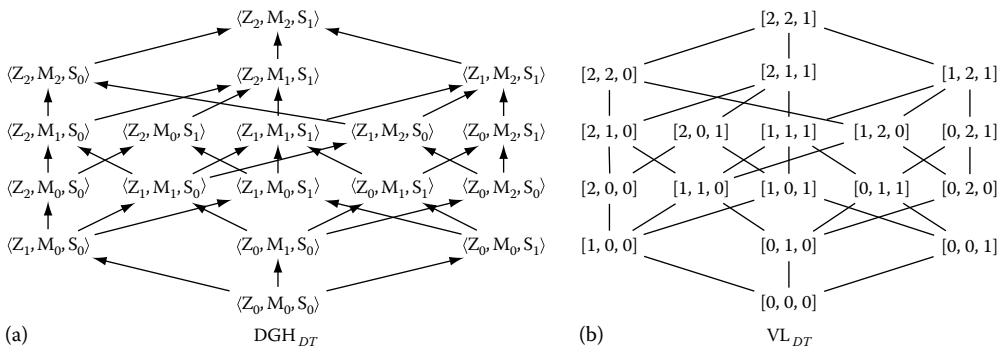 ⟨Z₂, M₂, S₁⟩ [2, 2, 1]
⟨Z₂, M₂, S₀⟩ ⟨Z₂, M₁, S₁⟩ ⟨Z₁, M₂, S₁⟩ [2, 2, 0] [2, 1, 1] [1, 2, 1]
⟨Z₂, M₁, S₀⟩ ⟨Z₂, M₀, S₁⟩ ⟨Z₁, M₁, S₁⟩ ⟨Z₁, M₂, S₀⟩ ⟨Z₀, M₂, S₁⟩ [2, 1, 0] [2, 0, 1] [1, 1, 1] [1, 2, 0] [0, 2, 1]
⟨Z₂, M₀, S₀⟩ ⟨Z₁, M₁, S₀⟩ ⟨Z₁, M₀, S₁⟩ ⟨Z₀, M₁, S₁⟩ ⟨Z₀, M₂, S₀⟩ [2, 0, 0] [1, 1, 0] [1, 0, 1] [0, 1, 1] [0, 2, 0]
⟨Z₁, M₀, S₀⟩ ⟨Z₀, M₁, S₀⟩ ⟨Z₀, M₀, S₁⟩ [1, 0, 0] [0, 1, 0] [0, 0, 1]
⟨Z₀, M₀, S₀⟩ [0, 0, 0]
(a) DGH_DT (b) VL_DT